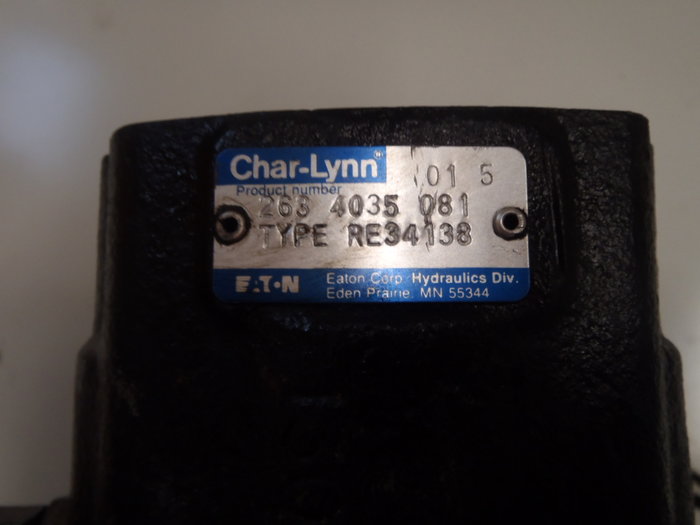 Char-Lynn®
01 5
Product number
263 4035 081
TYPE RE34138
EATON
Eaton Corp. Hydraulics Div.
Eden Prairie, MN 55344